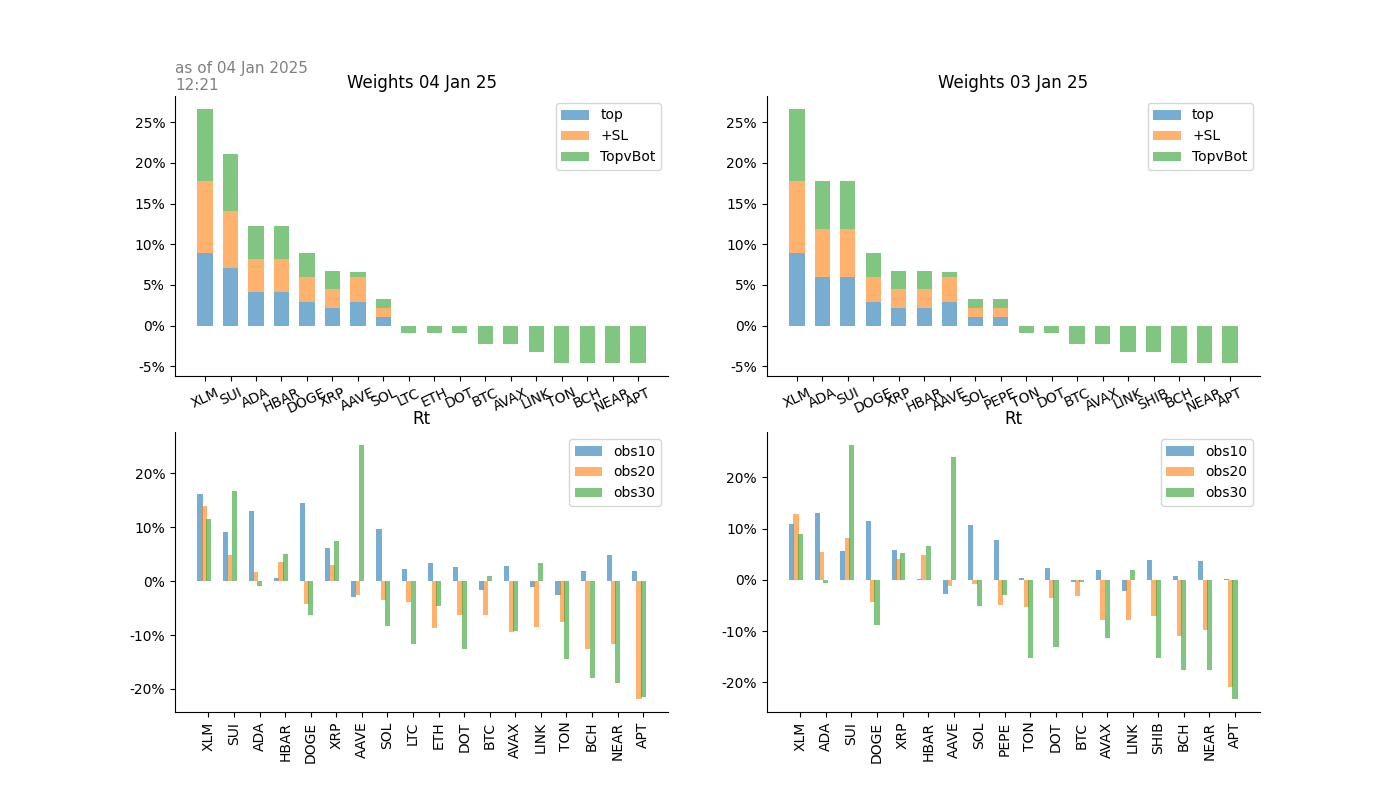 as of 04 Jan 2025
12:21
Weights 04 Jan 25
25%
20%
15%
10%
5%
0%
-5%
top
+SL
TopvBot
XLM SUI ADA HBAR DOGE XRP AAVE SOL LTC ETH DOT BTC AVAX LINK TON BCH NEAR APT
Weights 03 Jan 25
25%
20%
15%
10%
5%
0%
-5%
top
+SL
TopvBot
XLM ADA SUI DOGE XRP HBAR AAVE SOL PEPE TON DOT BTC AVAX LINK SHIB BCH NEAR APT
Rt
20%
10%
0%
-10%
-20%
obs10
obs20
obs30
XLM SUI ADA HBAR DOGE XRP AAVE SOL LTC ETH DOT BTC AVAX LINK TON BCH NEAR APT
Rt
20%
10%
0%
-10%
-20%
obs10
obs20
obs30
XLM ADA SUI DOGE XRP HBAR AAVE SOL PEPE TON DOT BTC AVAX LINK SHIB BCH NEAR APT